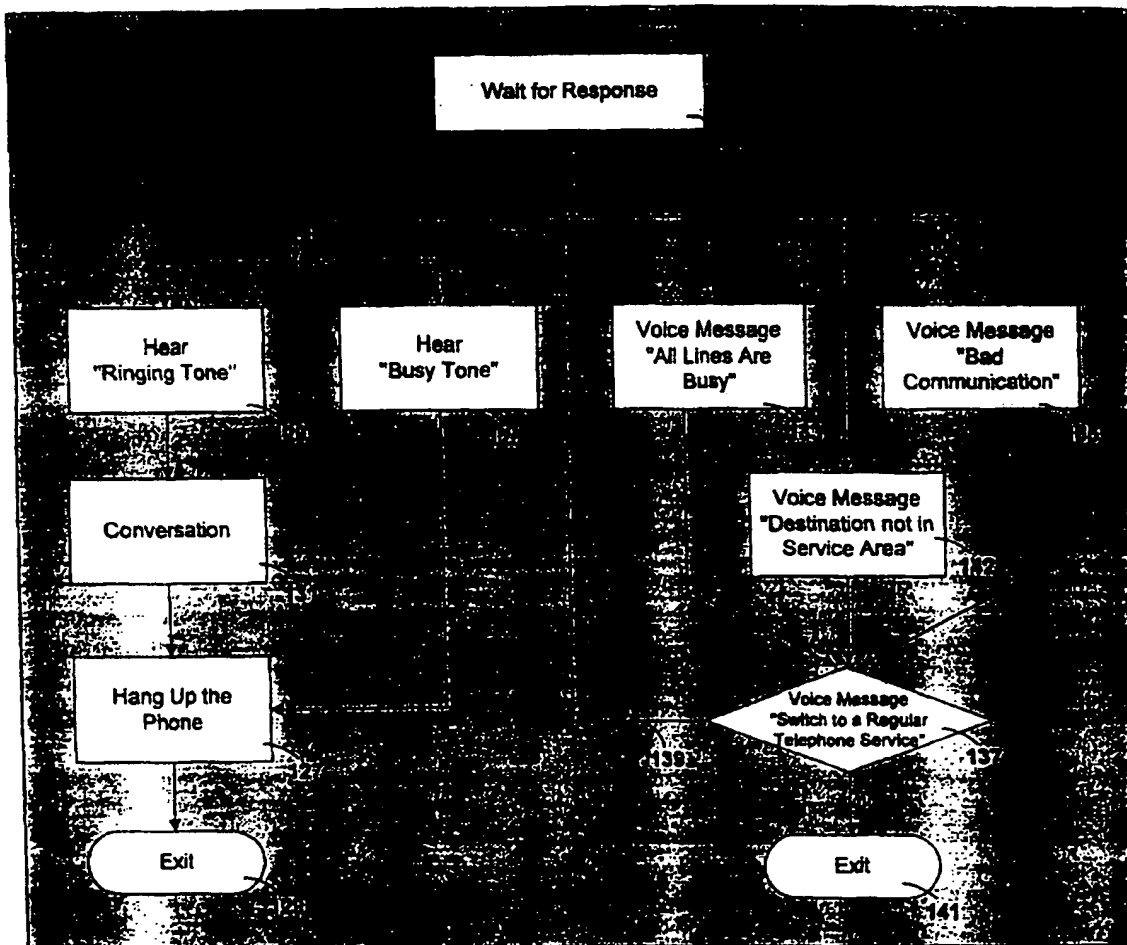 Wait for Response
Hear
"Ringing Tone"
Hear
"Busy Tone"
Voice Message
"All Lines Are
Busy"
Voice Message
"Bad
Communication"
Conversation
Voice Message
"Destination not in
Service Area"
Hang Up the
Phone
Voice Message
"Switch to a Regular
Telephone Service"
139
137
Exit
Exit
141